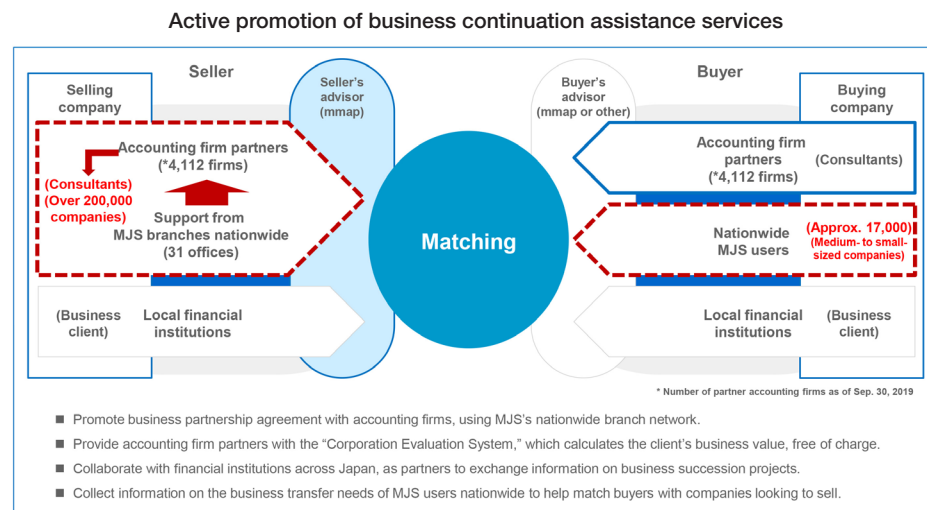 Active promotion of business continuation assistance services
Seller
Selling
company
Seller's
advisor
(mmap)
Accounting firm partners
(*4,112 firms)
(Consultants)
(Over 200,000
companies)
Support from
MJS branches nationwide
(31 offices)
(Business
client)
Local financial
institutions
Matching
Buyer's
advisor
(mmap or other)
Buyer
Buying
company
Accounting firm
partners
(*4,112 firms)
(Consultants)
Nationwide
MJS users
(Approx. 17,000)
(Medium- to small-
sized companies)
Local financial
institutions
(Business
client)
* Number of partner accounting firms as of Sep. 30, 2019
■ Promote business partnership agreement with accounting firms, using MJS's nationwide branch network.
■ Provide accounting firm partners with the “Corporation Evaluation System,” which calculates the client's business value, free of charge.
■ Collaborate with financial institutions across Japan, as partners to exchange information on business succession projects.
■ Collect information on the business transfer needs of MJS users nationwide to help match buyers with companies looking to sell.